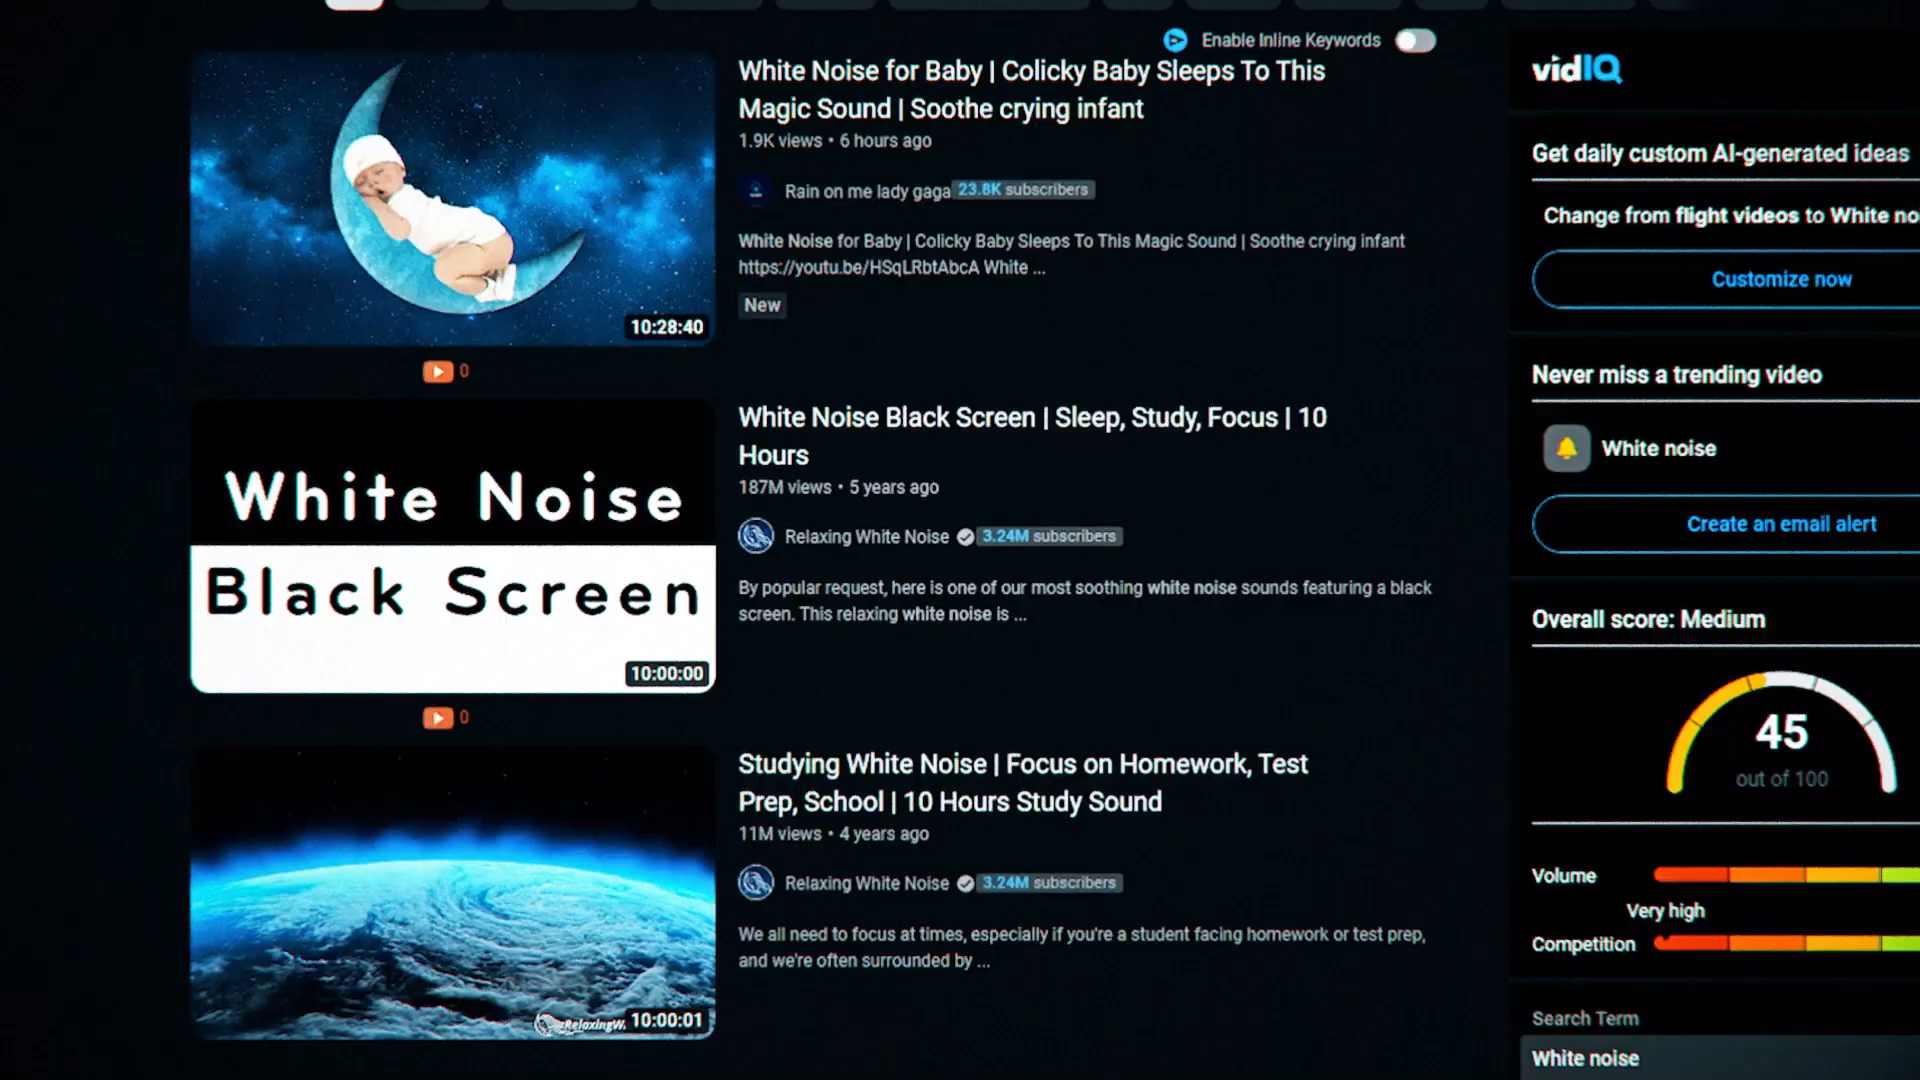 Enable Inline Keywords
White Noise for Baby | Colicky Baby Sleeps To This
Magic Sound | Soothe crying infant
1.9K views • 6 hours ago
Rain on me lady gaga 23.8K subscribers
White Noise for Baby | Colicky Baby Sleeps To This Magic Sound | Soothe crying infant
https://youtu.be/HSqLRbtAbcA White ...
New
10:28:40
0
White Noise Black Screen | Sleep, Study, Focus | 10
Hours
187M views • 5 years ago
Relaxing White Noise 3.24M subscribers
By popular request, here is one of our most soothing white noise sounds featuring a black
screen. This relaxing white noise is ...
White Noise
Black Screen
10:00:00
0
Studying White Noise | Focus on Homework, Test
Prep, School | 10 Hours Study Sound
11M views • 4 years ago
Relaxing White Noise 3.24M subscribers
We all need to focus at times, especially if you're a student facing homework or test prep,
and we're often surrounded by ...
RelaxingW.
10:00:01
vidIQ
Get daily custom AI-generated ideas
Change from flight videos to White no
Customize now
Never miss a trending video
White noise
Create an email alert
Overall score: Medium
45
out of 100
Volume
Very high
Competition
Search Term
White noise